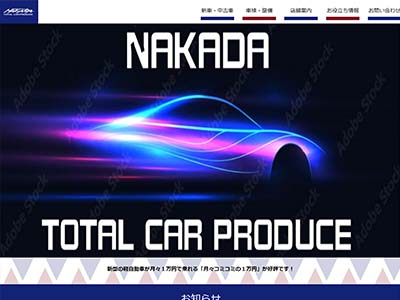 新車・中古車 車検・整備 店舗案内 お役立ち情報 お問い合わせ
NAKADA
TOTAL CAR PRODUCE
新型の軽自動車が月々1万円で乗れる「月々コミコミの1万円」が好評です！
お知らせ
Adobe Stock